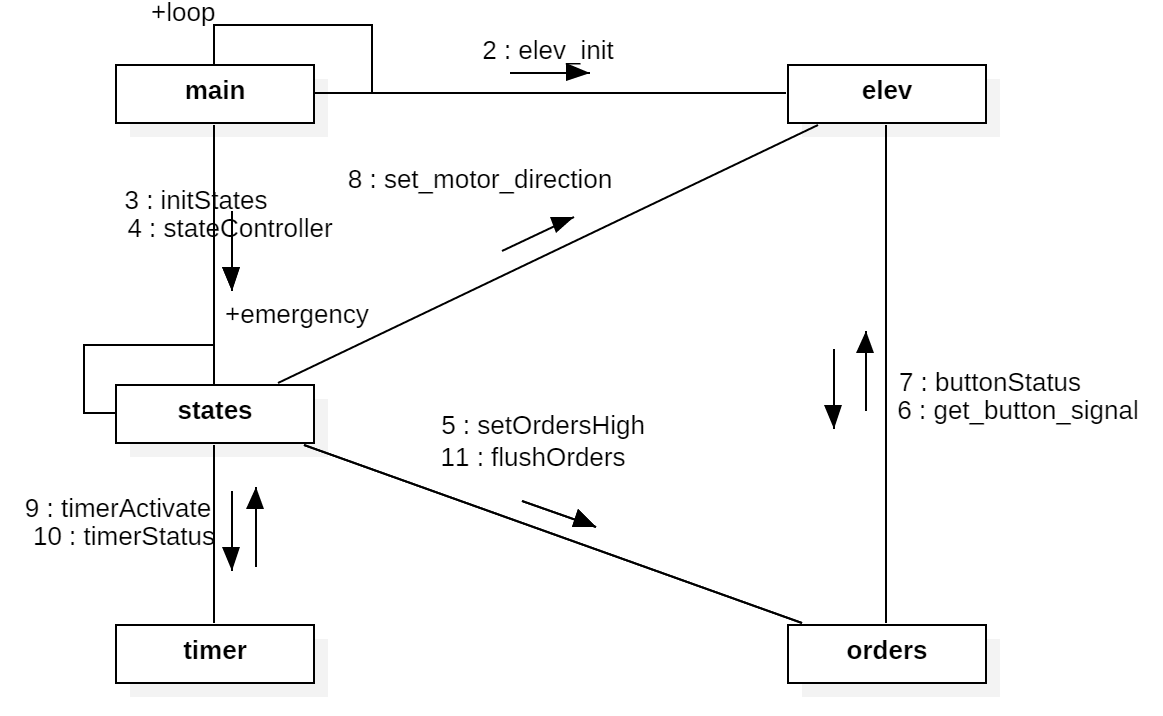 +loop
2 : elev_init
main
elev
8 : set_motor_direction
3 : initStates
4 : stateController
+emergency
7 : buttonStatus
6 : get_button_signal
states
5 : setOrdersHigh
11 : flushOrders
9 : timerActivate
10 : timerStatus
timer
orders